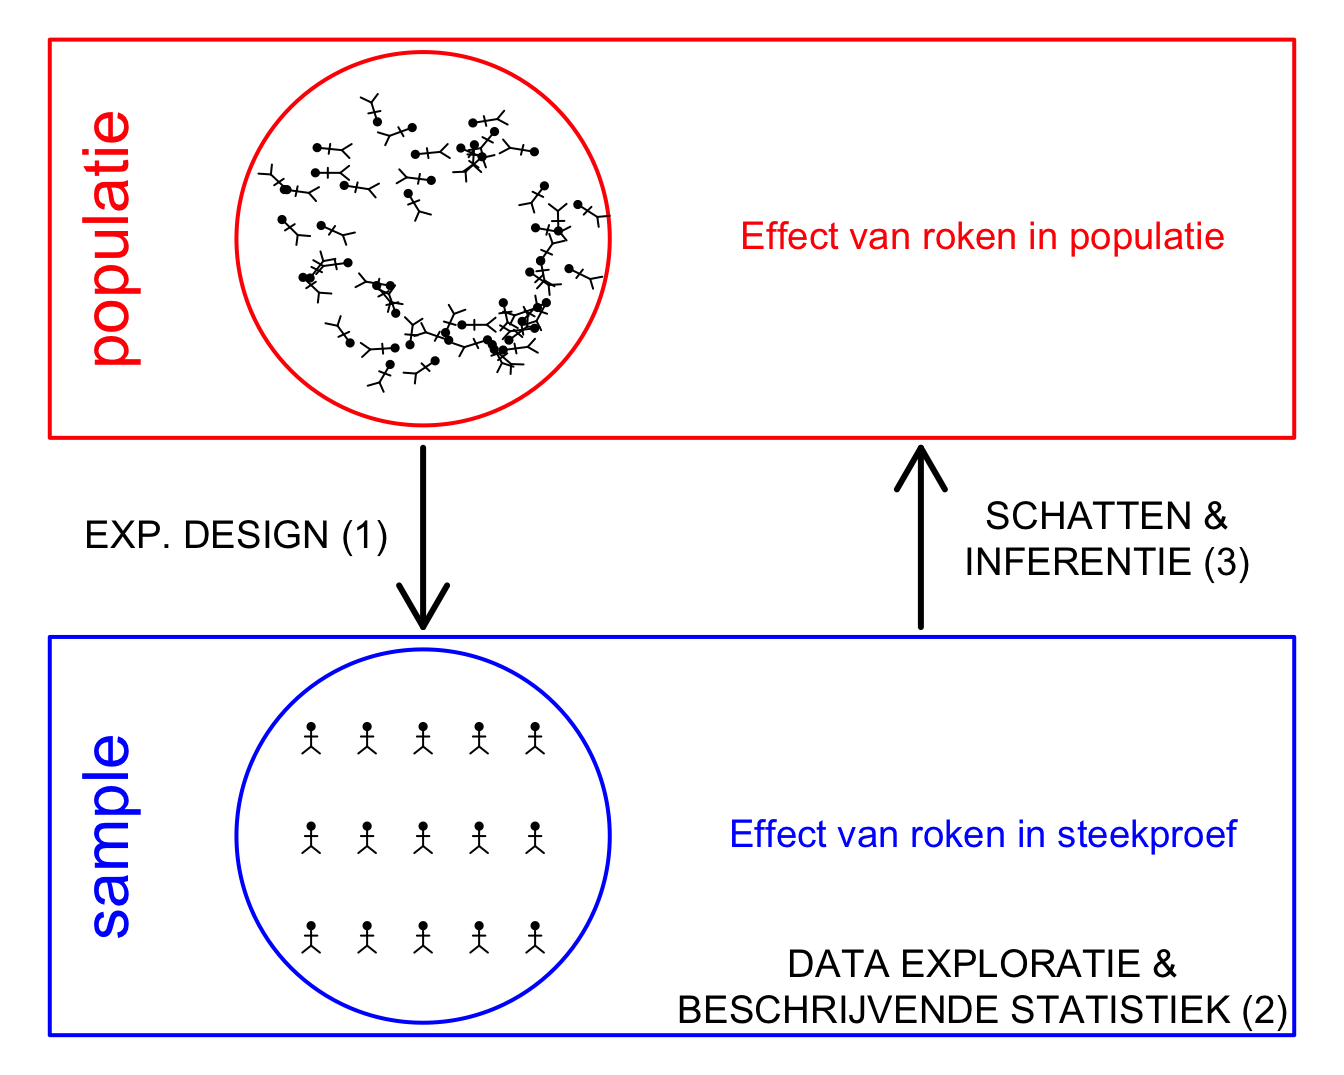 populatie
Effect van roken in populatie
EXP. DESIGN (1)
SCHATTEN &
INFERENTIE (3)
sample
Effect van roken in steekproef
DATA EXPLORATIE &
BESCHRIJVENDE STATISTIEK (2)